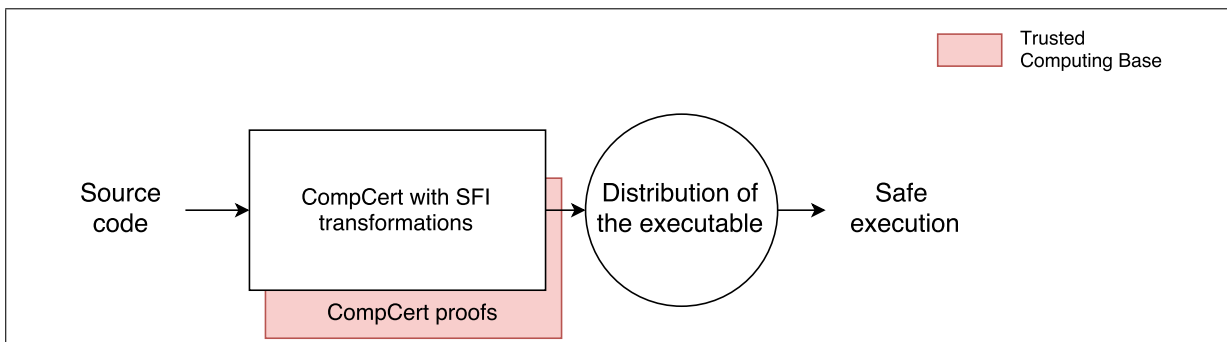 Trusted
Computing Base
Source
code
CompCert with SFI
transformations
CompCert proofs
Distribution of
the executable
Safe
execution